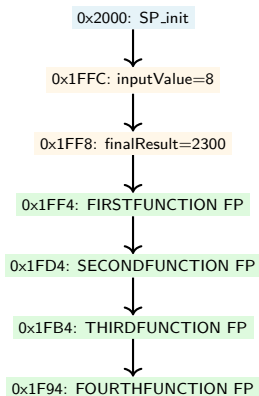 0x2000: SP_init
0x1FFC: inputValue=8
0x1FF8: finalResult=2300
0x1FF4: FIRSTFUNCTION FP
0x1FD4: SECONDFUNCTION FP
0x1FB4: THIRDFUNCTION FP
0x1F94: FOURTHFUNCTION FP